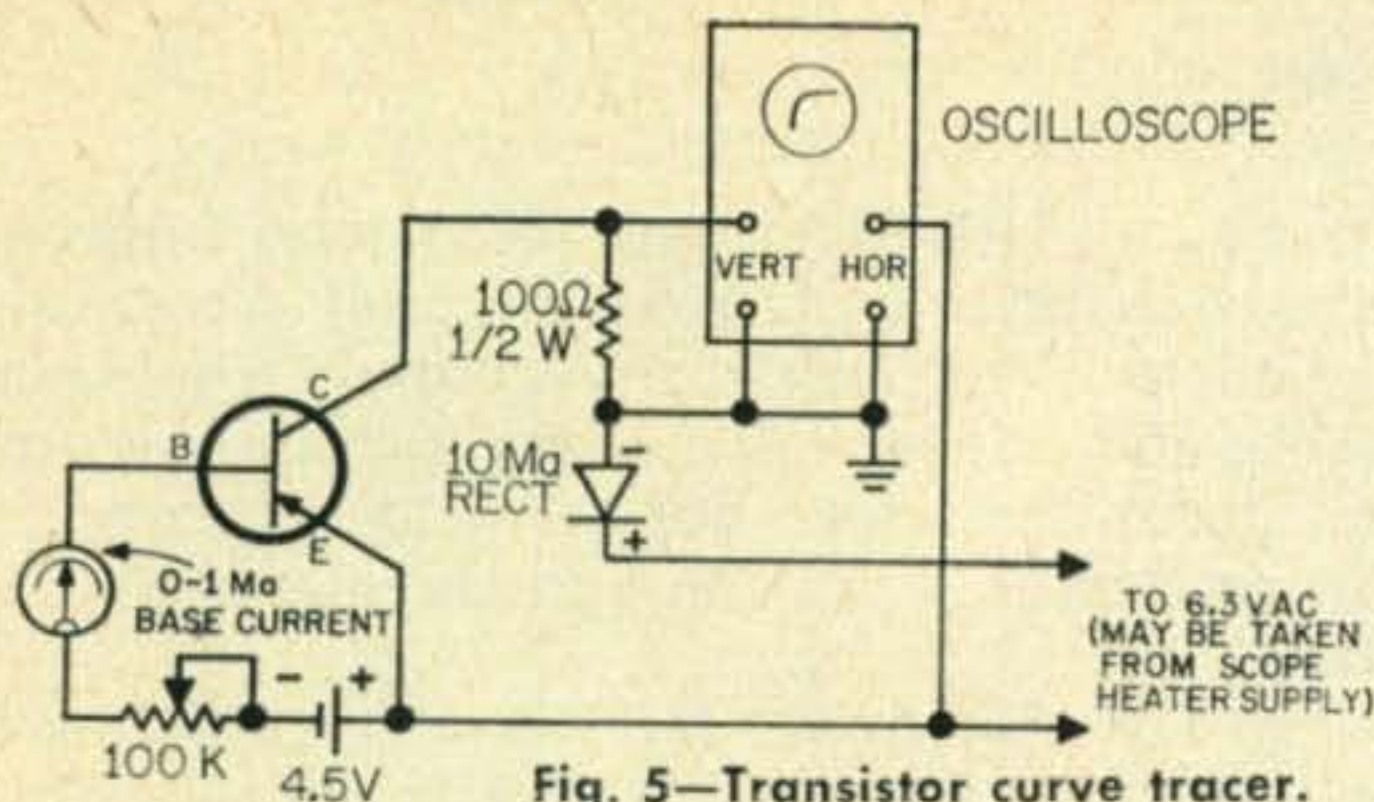 OSCILLOSCOPE
VERT HOR
100Ω
1/2 W
C
B
E
10 Ma
RECT
-
+
0-1 Ma
BASE CURRENT
- +
100 K
4.5V
TO 6.3 VAC
(MAY BE TAKEN
FROM SCOPE
HEATER SUPPLY)
Fig. 5—Transistor curve tracer.